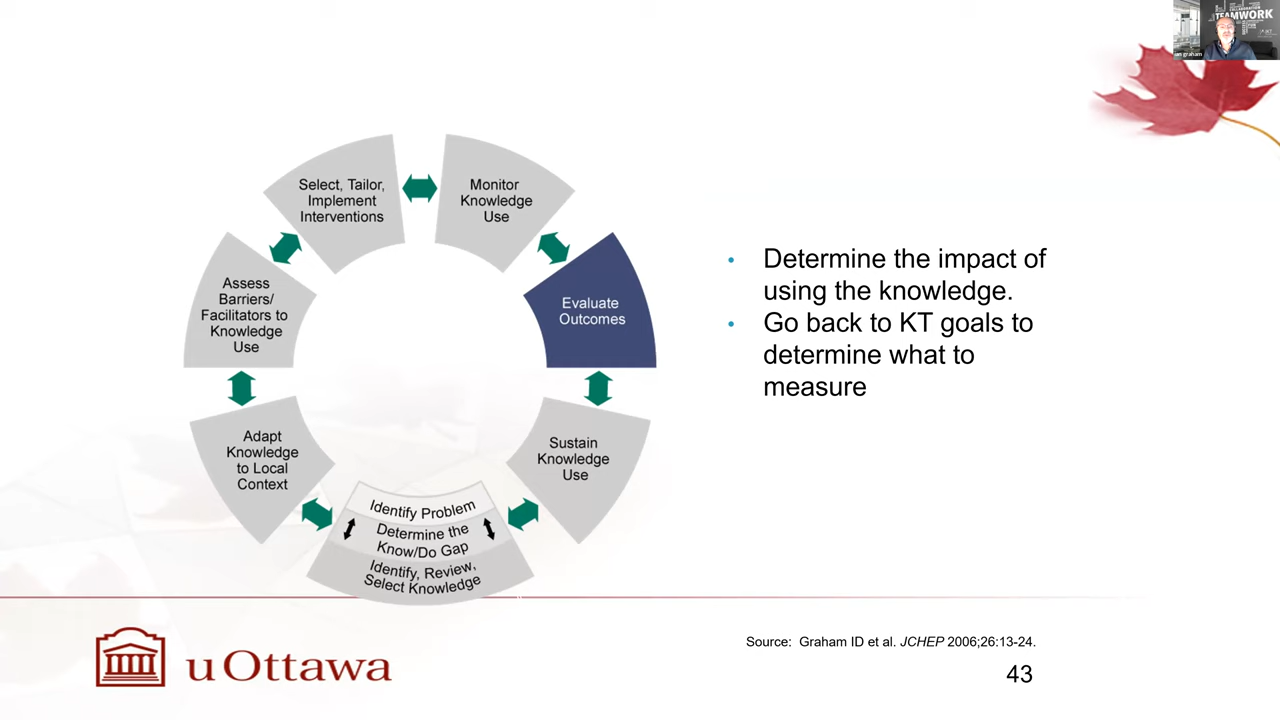 COLLABORATION
TEAMWORK
ian graham
Select, Tailor,
Implement
Interventions
Monitor
Knowledge
Use
Assess
Barriers/
Facilitators to
Knowledge
Use
Evaluate
Outcomes
Adapt
Knowledge
to Local
Context
Sustain
Knowledge
Use
Identify Problem
Determine the
Know/Do Gap
Identify, Review,
Select Knowledge
• Determine the impact of
using the knowledge.
• Go back to KT goals to
determine what to
measure
uOttawa
Source: Graham ID et al. JCHEP 2006;26:13-24.
43